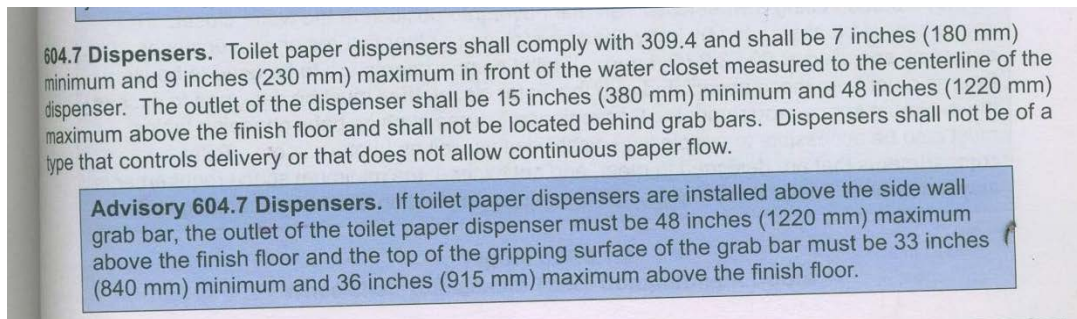 604.7 Dispensers. Toilet paper dispensers shall comply with 309.4 and shall be 7 inches (180 mm)
minimum and 9 inches (230 mm) maximum in front of the water closet measured to the centerline of the
dispenser. The outlet of the dispenser shall be 15 inches (380 mm) minimum and 48 inches (1220 mm)
maximum above the finish floor and shall not be located behind grab bars. Dispensers shall not be of a
type that controls delivery or that does not allow continuous paper flow.
Advisory 604.7 Dispensers. If toilet paper dispensers are installed above the side wall
grab bar, the outlet of the toilet paper dispenser must be 48 inches (1220 mm) maximum
above the finish floor and the top of the gripping surface of the grab bar must be 33 inches
(840 mm) minimum and 36 inches (915 mm) maximum above the finish floor.